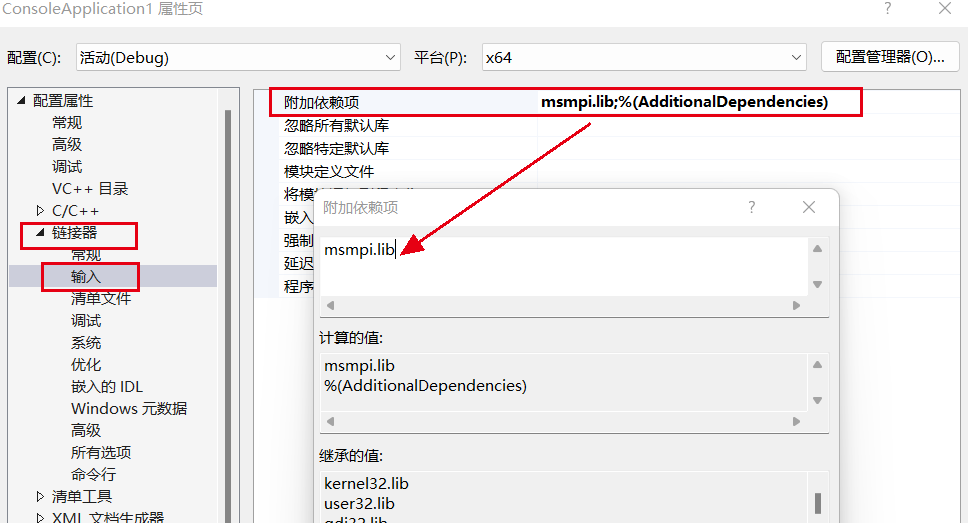 ConsoleApplication1 属性页
?
配置(C):
活动(Debug)
平台(P):
x64
配置管理器(O)...
配置属性
常规
高级
调试
VC++ 目录
C/C++
链接器
常规
输入
清单文件
调试
系统
优化
嵌入的 IDL
Windows 元数据
高级
所有选项
命令行
清单工具
XML 文档生成器
附加依赖项
msmpi.lib;%(AdditionalDependencies)
忽略所有默认库
忽略特定默认库
模块定义文件
将模
嵌入
强制
延迟
程序
附加依赖项
?
msmpi.lib
计算的值:
msmpi.lib
%(AdditionalDependencies)
继承的值:
kernel32.lib
user32.lib
gdi32.lib